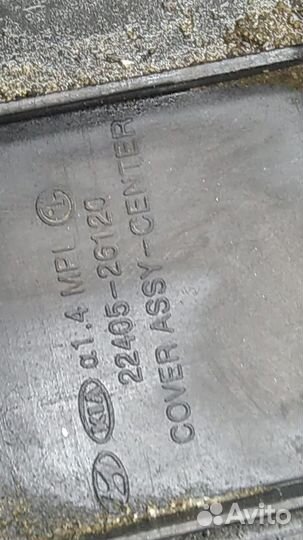 KIA α1.4 MPI
22405-26120
COVER ASSY-CENTER
Avito